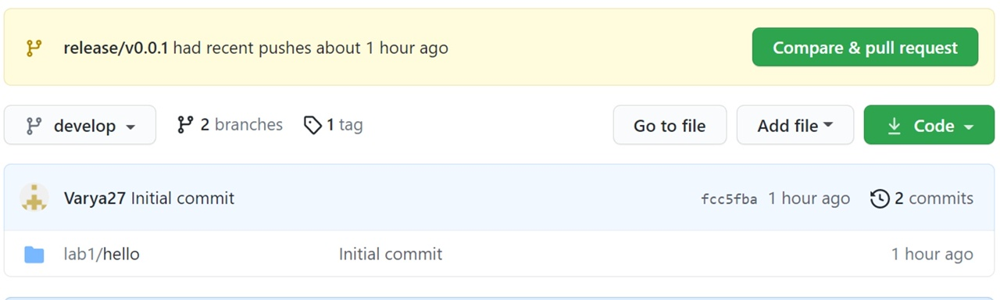 release/v0.0.1 had recent pushes about 1 hour ago Compare & pull request
develop 2 branches 1 tag Go to file Add file Code
Varya27 Initial commit fcc5fba 1 hour ago 2 commits
lab1/hello Initial commit 1 hour ago